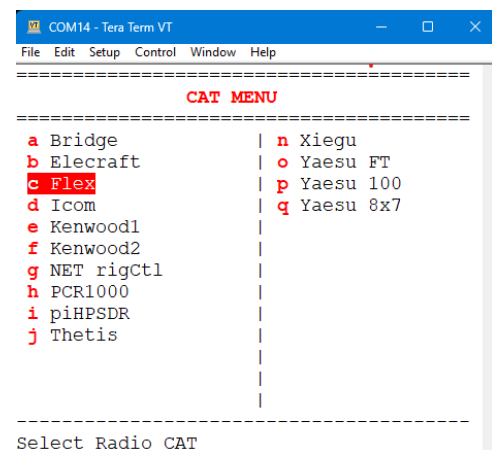 COM14 - Tera Term VT
File Edit Setup Control Window Help
==========================================
CAT MENU
==========================================
a Bridge | n Xiegu
b Elecraft | o Yaesu FT
c Flex | p Yaesu 100
d Icom | q Yaesu 8x7
e Kenwood1 |
f Kenwood2 |
g NET rigCtl |
h PCR1000 |
i piHPSDR |
j Thetis |
|
|
|
------------------------------------------
Select Radio CAT